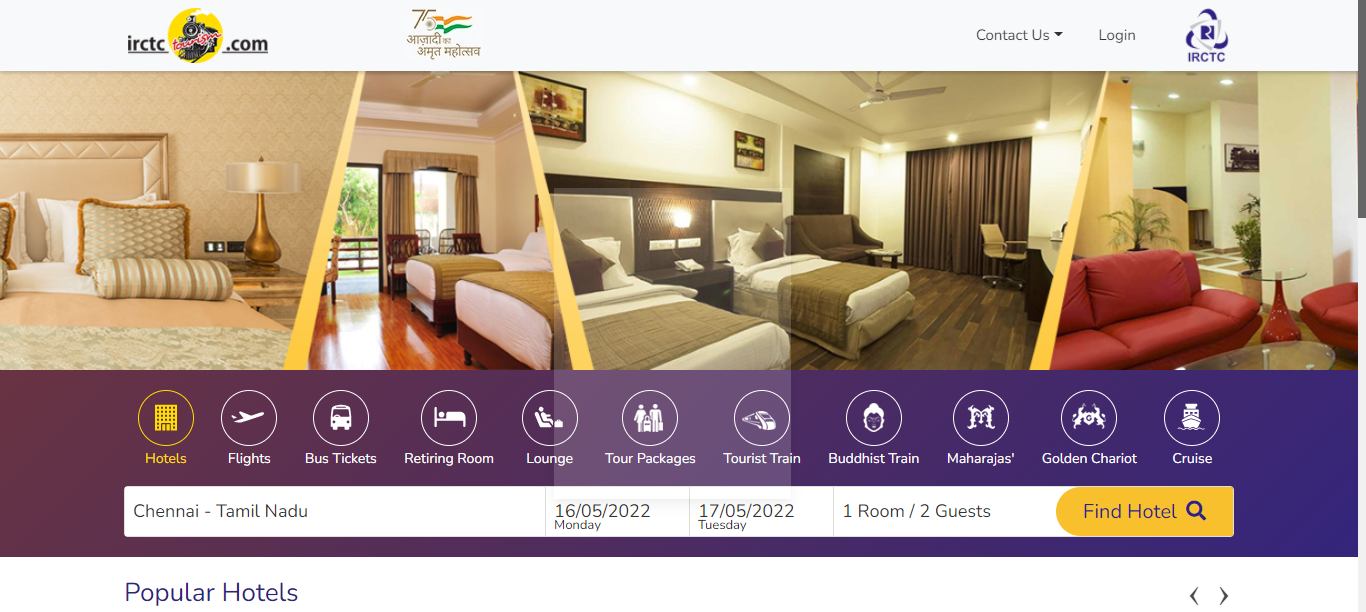 irctc tourism .com
75
आज़ादी का
अमृत महोत्सव
Contact Us
Login
IRCTC
Hotels
Flights
Bus Tickets
Retiring Room
Lounge
Tour Packages
Tourist Train
Buddhist Train
Maharajas'
Golden Chariot
Cruise
Chennai - Tamil Nadu
16/05/2022
Monday
17/05/2022
Tuesday
1 Room / 2 Guests
Find Hotel
Popular Hotels